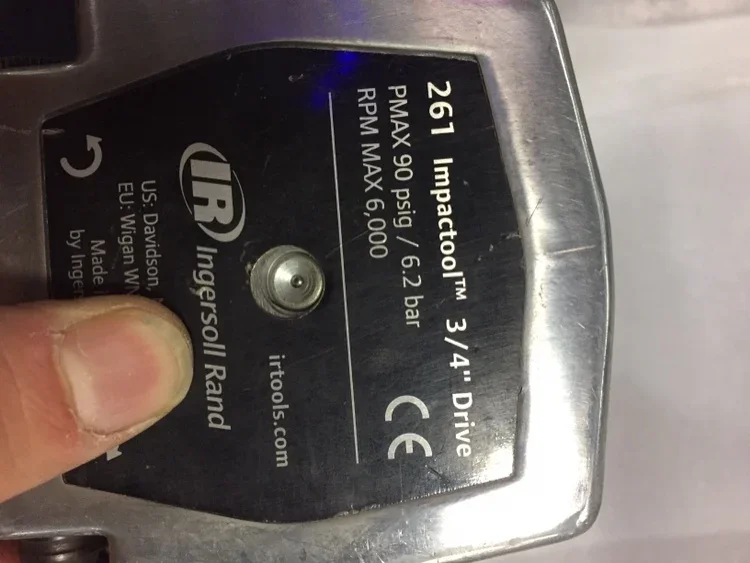 261 Impactool™ 3/4" Drive
PMAX 90 psig / 6.2 bar
RPM MAX 6,000
CE
irtools.com
IR Ingersoll Rand
US: Davidson,
EU: Wigan
Made
by